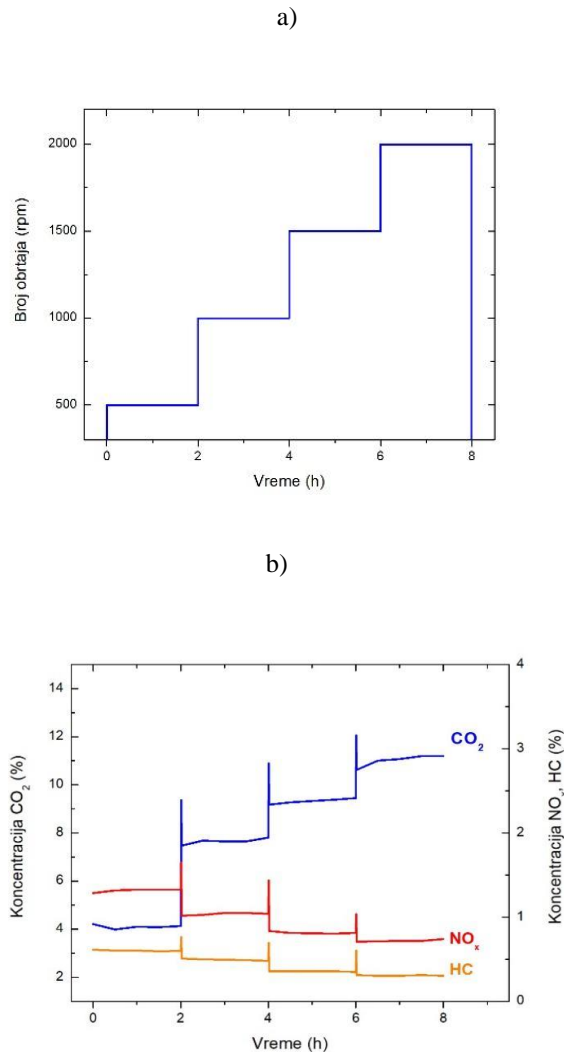 a)
2000
1500
1000
500
Broj obrtaja (rpm)
0 2 4 6 8
Vreme (h)
b)
14
12
10
8
6
4
2
Koncentracija CO₂ (%)
4
3
2
1
0
Koncentracija NOₓ, HC (%)
CO₂
NOₓ
HC
0 2 4 6 8
Vreme (h)